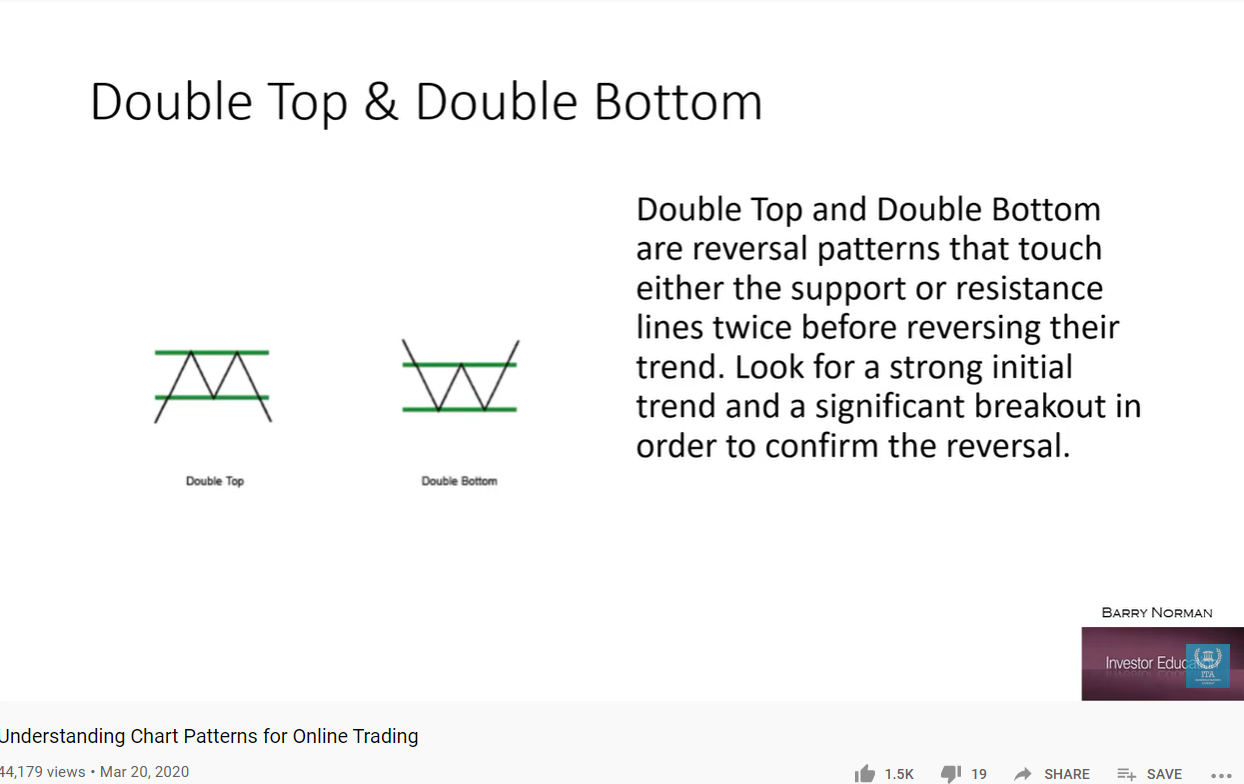 Double Top & Double Bottom
Double Top and Double Bottom
are reversal patterns that touch
either the support or resistance
lines twice before reversing their
trend. Look for a strong initial
trend and a significant breakout in
order to confirm the reversal.
Double Top
Double Bottom
BARRY NORMAN
Investor Educa
ITA
Understanding Chart Patterns for Online Trading
44,179 views • Mar 20, 2020
1.5K
19
SHARE
SAVE